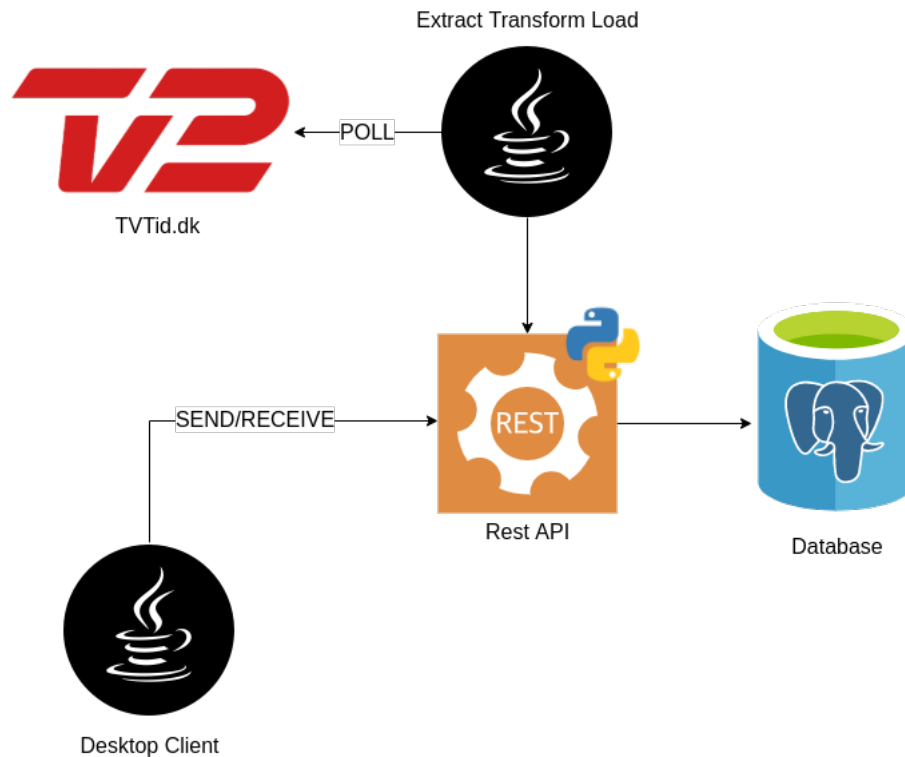 Extract Transform Load
TV2
POLL
TVTid.dk
SEND/RECEIVE
REST
Rest API
Database
Desktop Client